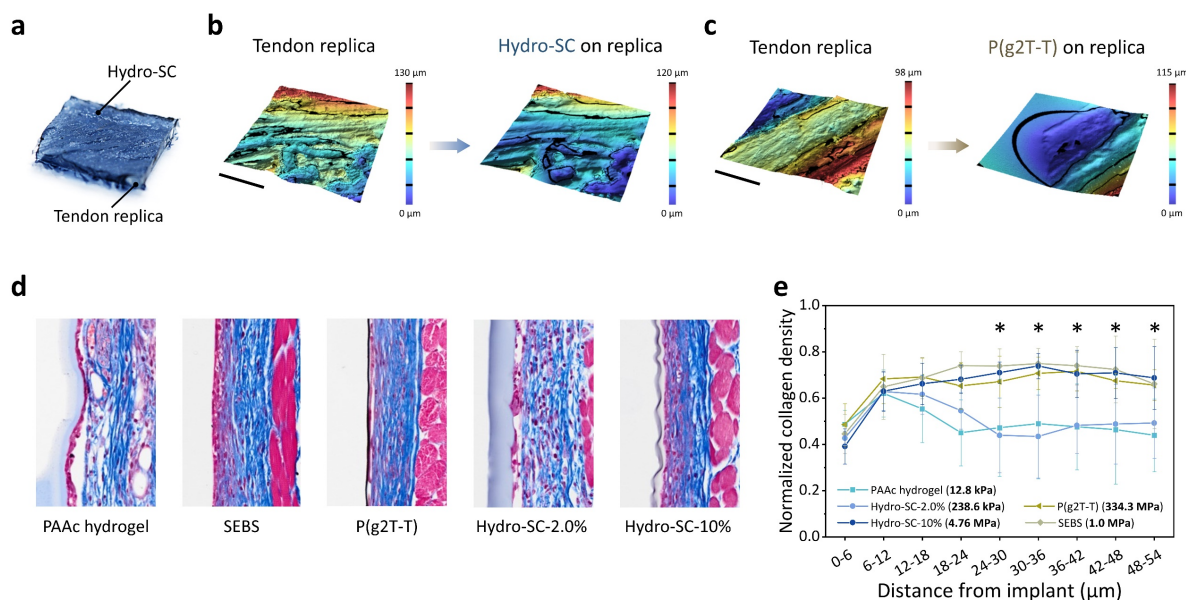 a
Hydro-SC
Tendon replica
b
Tendon replica
130 µm
0 µm
Hydro-SC on replica
120 µm
0 µm
c
Tendon replica
98 µm
0 µm
P(g2T-T) on replica
115 µm
0 µm
d
PAAc hydrogel
SEBS
P(g2T-T)
Hydro-SC-2.0%
Hydro-SC-10%
e
Normalized collagen density
1.0
0.8
0.6
0.4
0.2
0.0
* * * * *
PAAc hydrogel (12.8 kPa)
Hydro-SC-2.0% (238.6 kPa)
Hydro-SC-10% (4.76 MPa)
P(g2T-T) (334.3 MPa)
SEBS (1.0 MPa)
0-6 6-12 12-18 18-24 24-30 30-36 36-42 42-48 48-54
Distance from implant (µm)